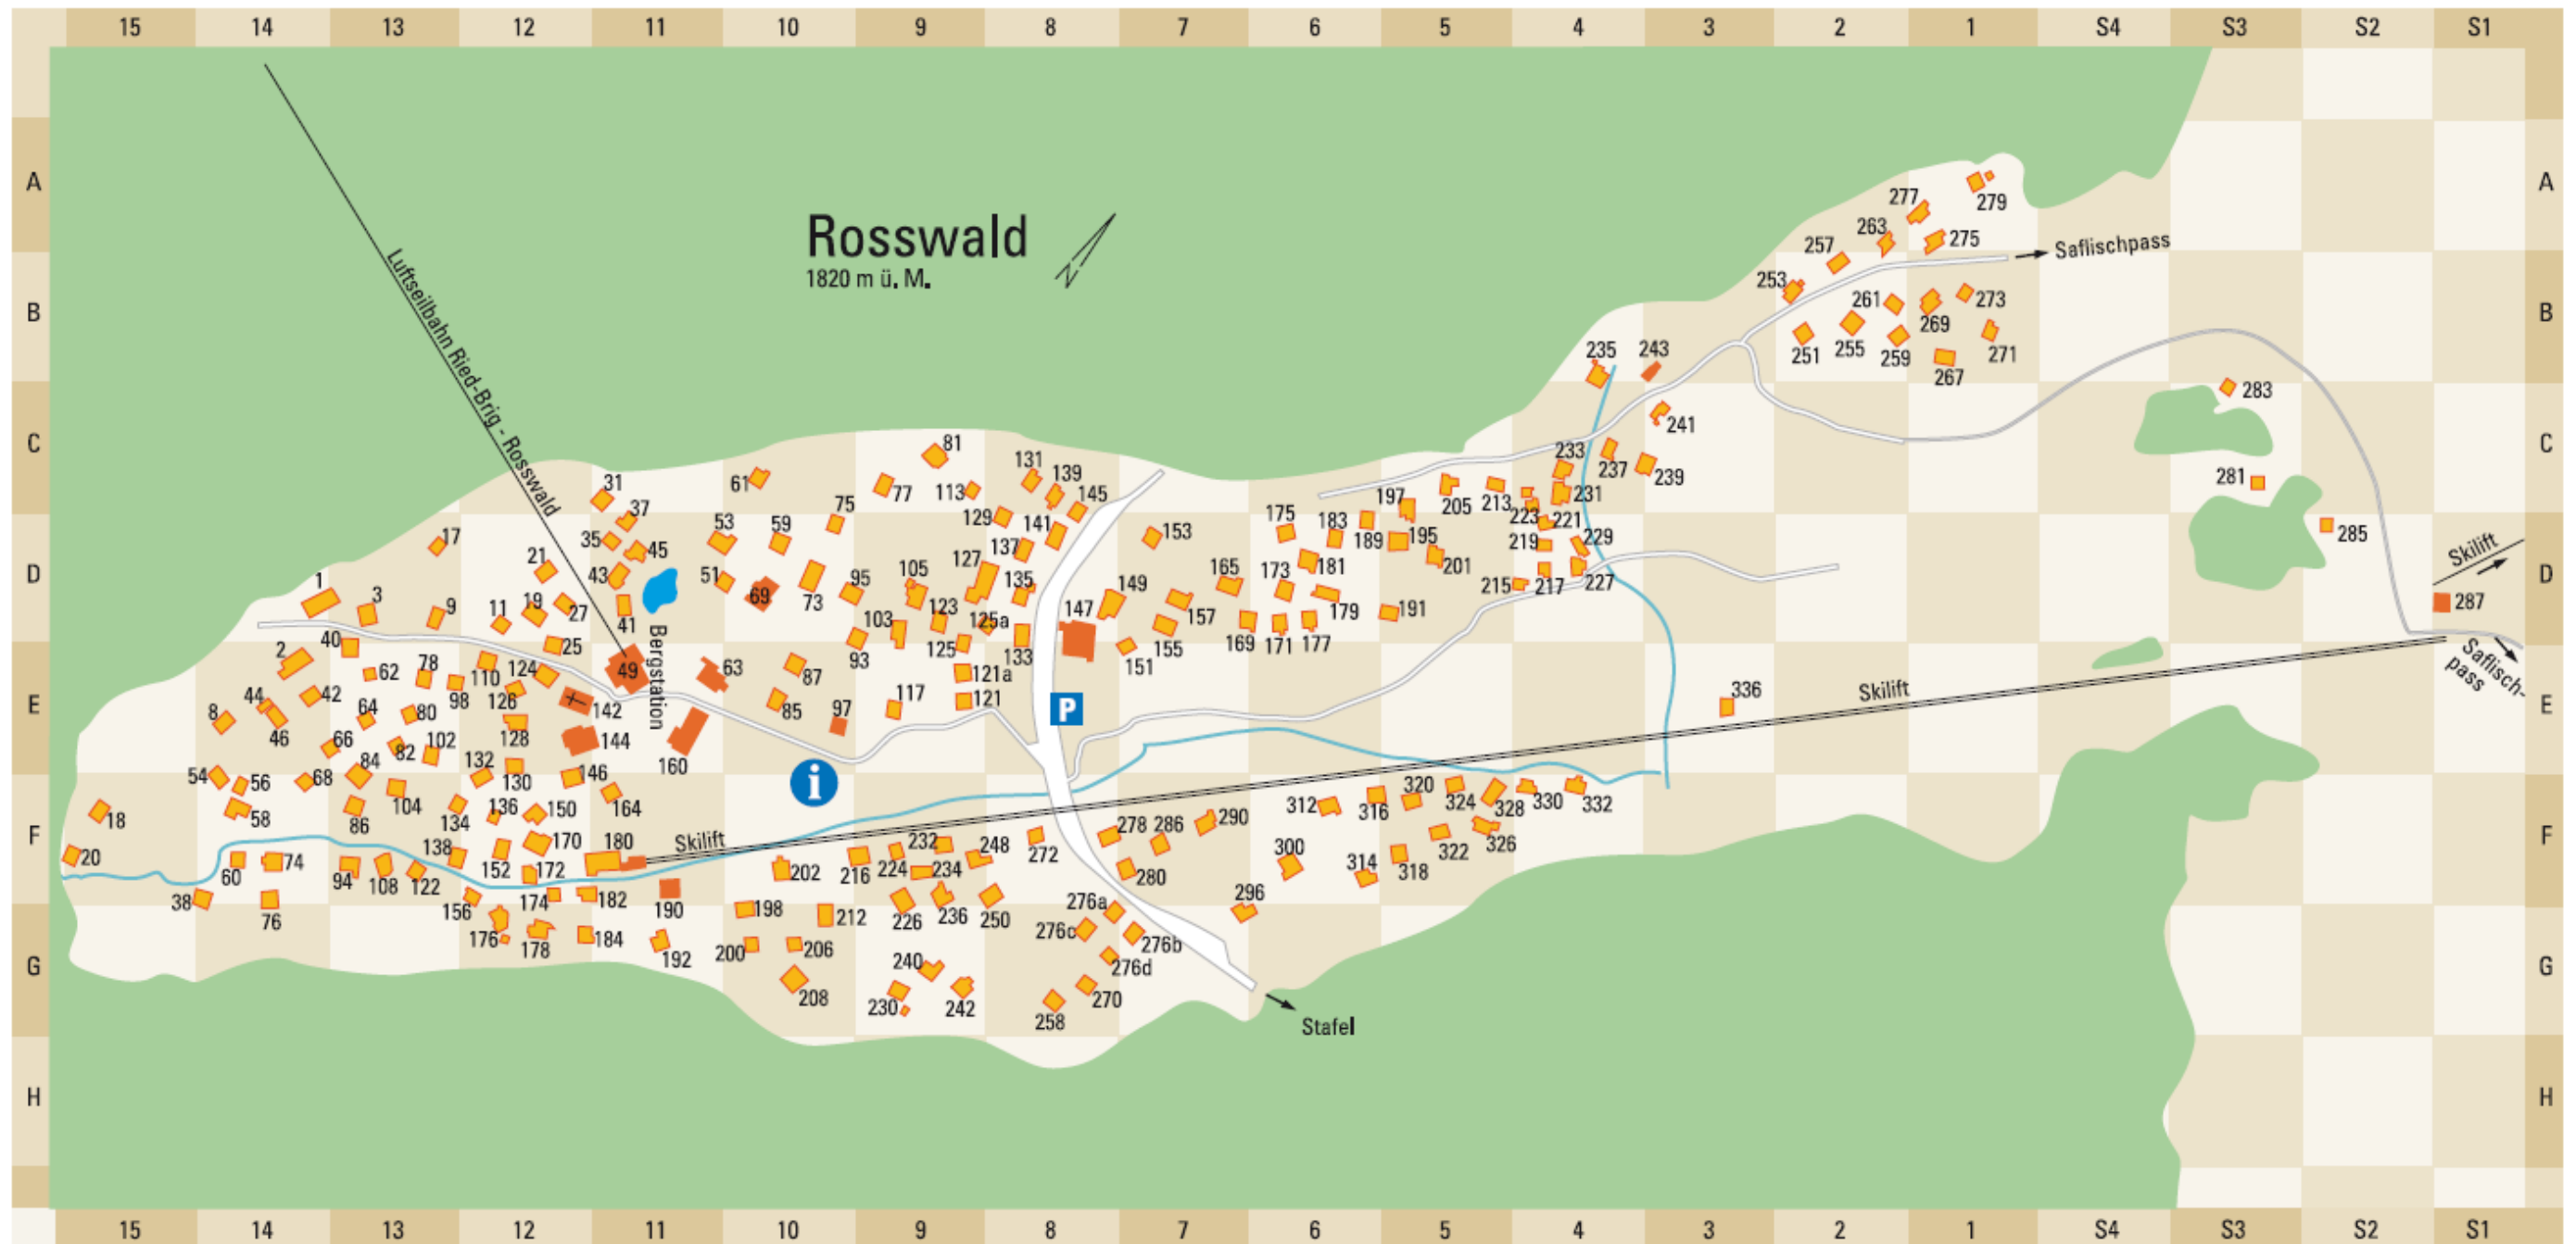 15 14 13 12 11 10 9 8 7 6 5 4 3 2 1 S4 S3 S2 S1
A A
B B
C C
D D
E E
F F
G G
H H
Rosswald
1820 m ü. M.
N
Luftseilbahn Ried-Brig - Rosswald
Bergstation
Saflischpass
Skilift
Saflisch-
pass
Skilift
Skilift
Stafel
P
i
277 279
263 275
257
253 261 273
269
251 255 259 271
267
235 243
283
241
281
285
287
81
131 139
61 77 113 145
31
37 75
53 59 129 141
17 35 45 137
21 43 51 69 73 95 105 127 135
1 3 9 11 19 27 41 103 123 125a
2 40 25 93 125 133
62 78 110 124 49 63 87 121a
44 42 98 126 142 85 97 117 121
8 46 64 80 128 144 160
66 82 102
153 149 147 157 155 151
165 175 183 189 197 205 213
173 181 195 201
169 171 177 179 191
233 237 239
231 223 221 229 219
215 217 227
336
54 56 68 84 132 130 146
18 58 86 104 134 136 150 164
20 60 74 94 108 122 138 152 170 172 180
38 76 156 174 182 190
176 178 184 192
202 216 224 232 234 248 272
198 212 226 236 250
200 206 240
208 230 242 258 270
278 286 290 280
276a
276c 276b
276d
296 300 312 314 316 318
320 324 328 330 332
322 326